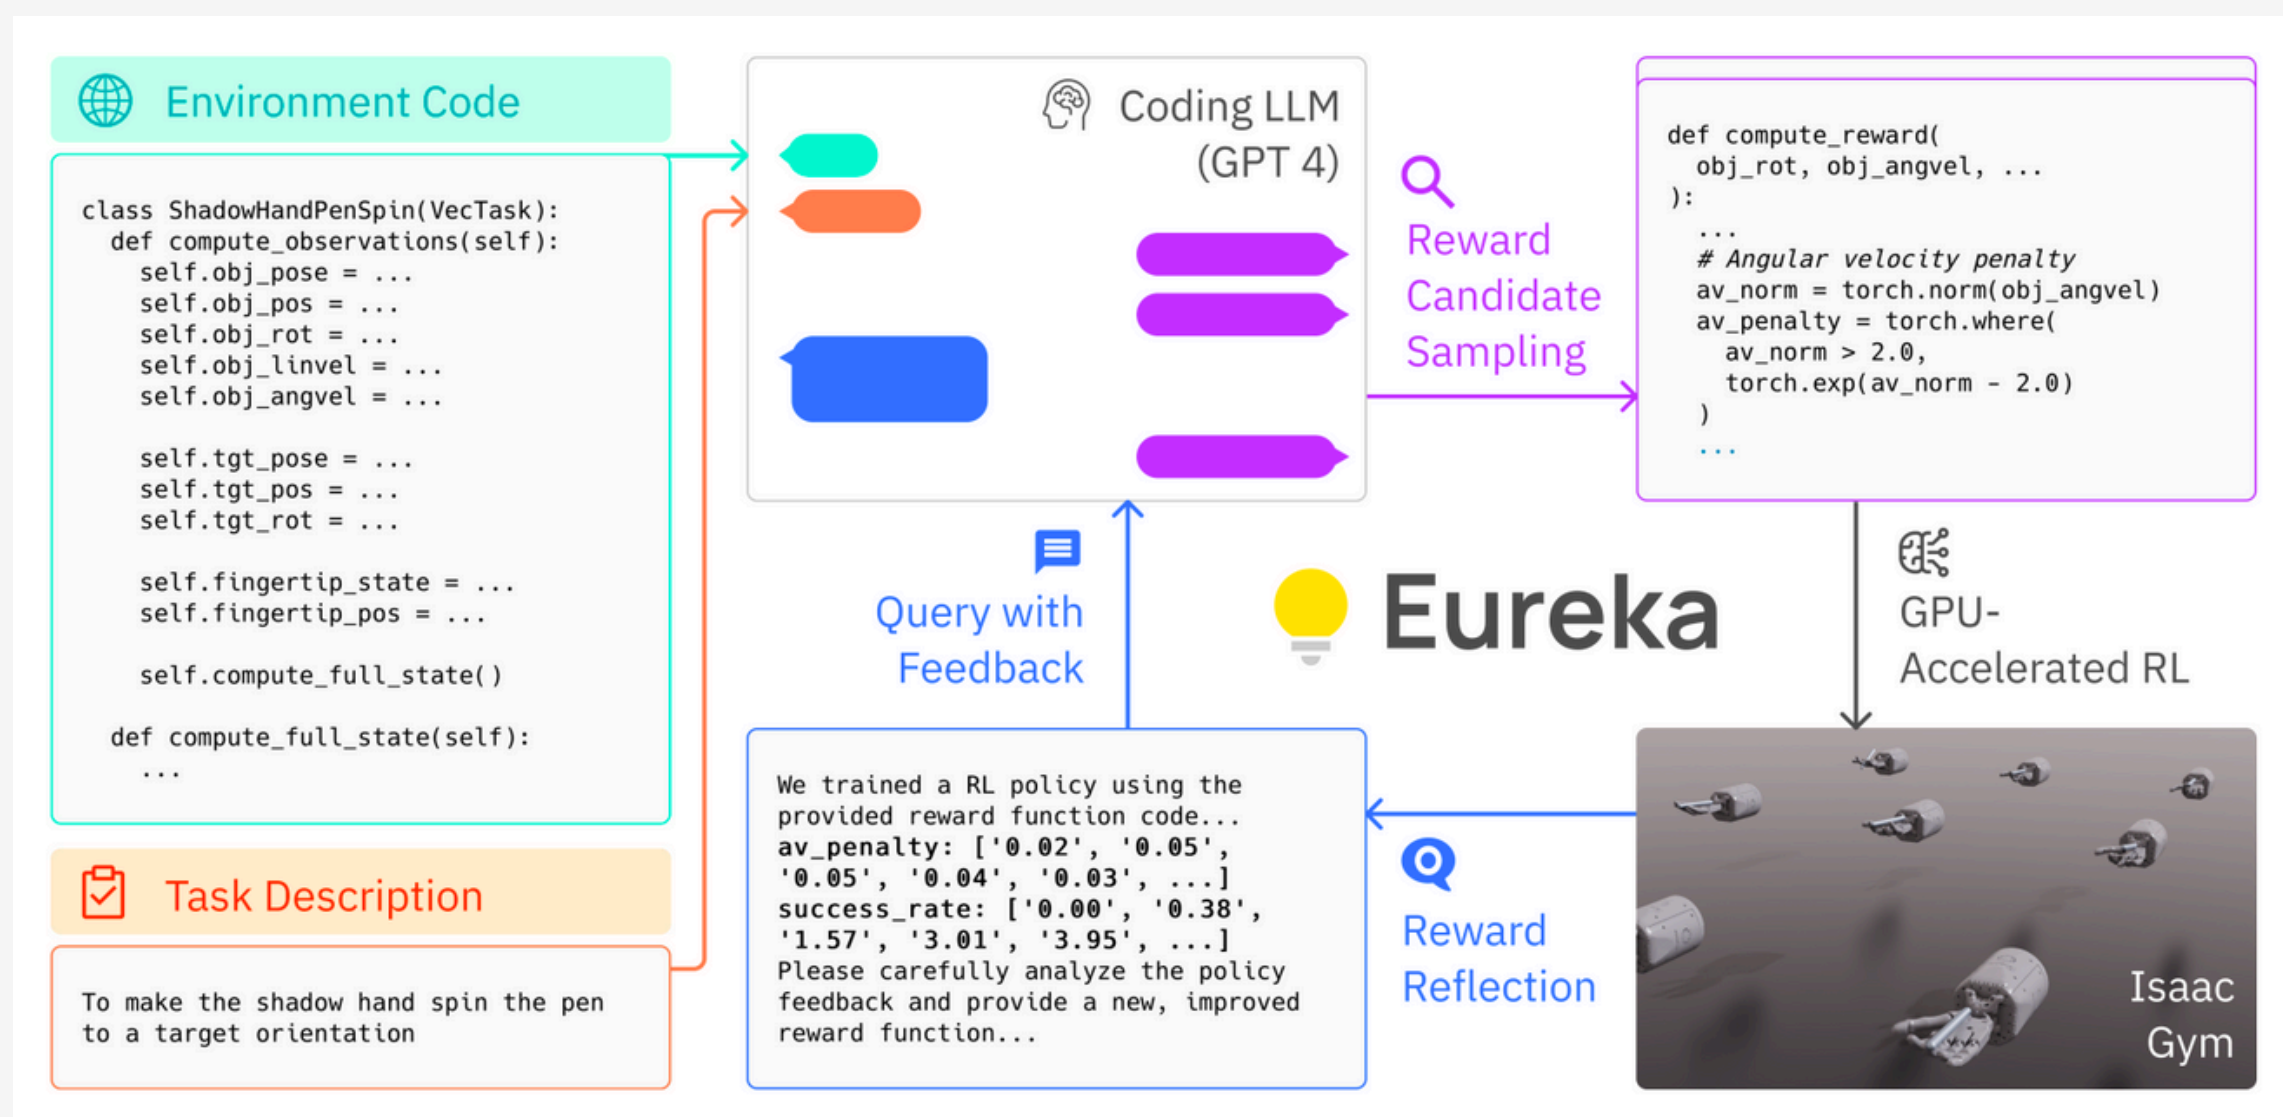 Environment Code
class ShadowHandPenSpin(VecTask):
  def compute_observations(self):
    self.obj_pose = ...
    self.obj_pos = ...
    self.obj_rot = ...
    self.obj_linvel = ...
    self.obj_angvel = ...
    self.tgt_pose = ...
    self.tgt_pos = ...
    self.tgt_rot = ...
    self.fingertip_state = ...
    self.fingertip_pos = ...
    self.compute_full_state()
  def compute_full_state(self):
    ...
Task Description
To make the shadow hand spin the pen
to a target orientation
Coding LLM
(GPT 4)
Reward
Candidate
Sampling
def compute_reward(
  obj_rot, obj_angvel, ...
):
  ...
  # Angular velocity penalty
  av_norm = torch.norm(obj_angvel)
  av_penalty = torch.where(
    av_norm > 2.0,
    torch.exp(av_norm - 2.0)
  )
  ...
Query with
Feedback
Eureka
GPU-
Accelerated RL
We trained a RL policy using the
provided reward function code...
av_penalty: ['0.02', '0.05',
'0.05', '0.04', '0.03', ...]
success_rate: ['0.00', '0.38',
'1.57', '3.01', '3.95', ...]
Please carefully analyze the policy
feedback and provide a new, improved
reward function...
Reward
Reflection
Isaac
Gym